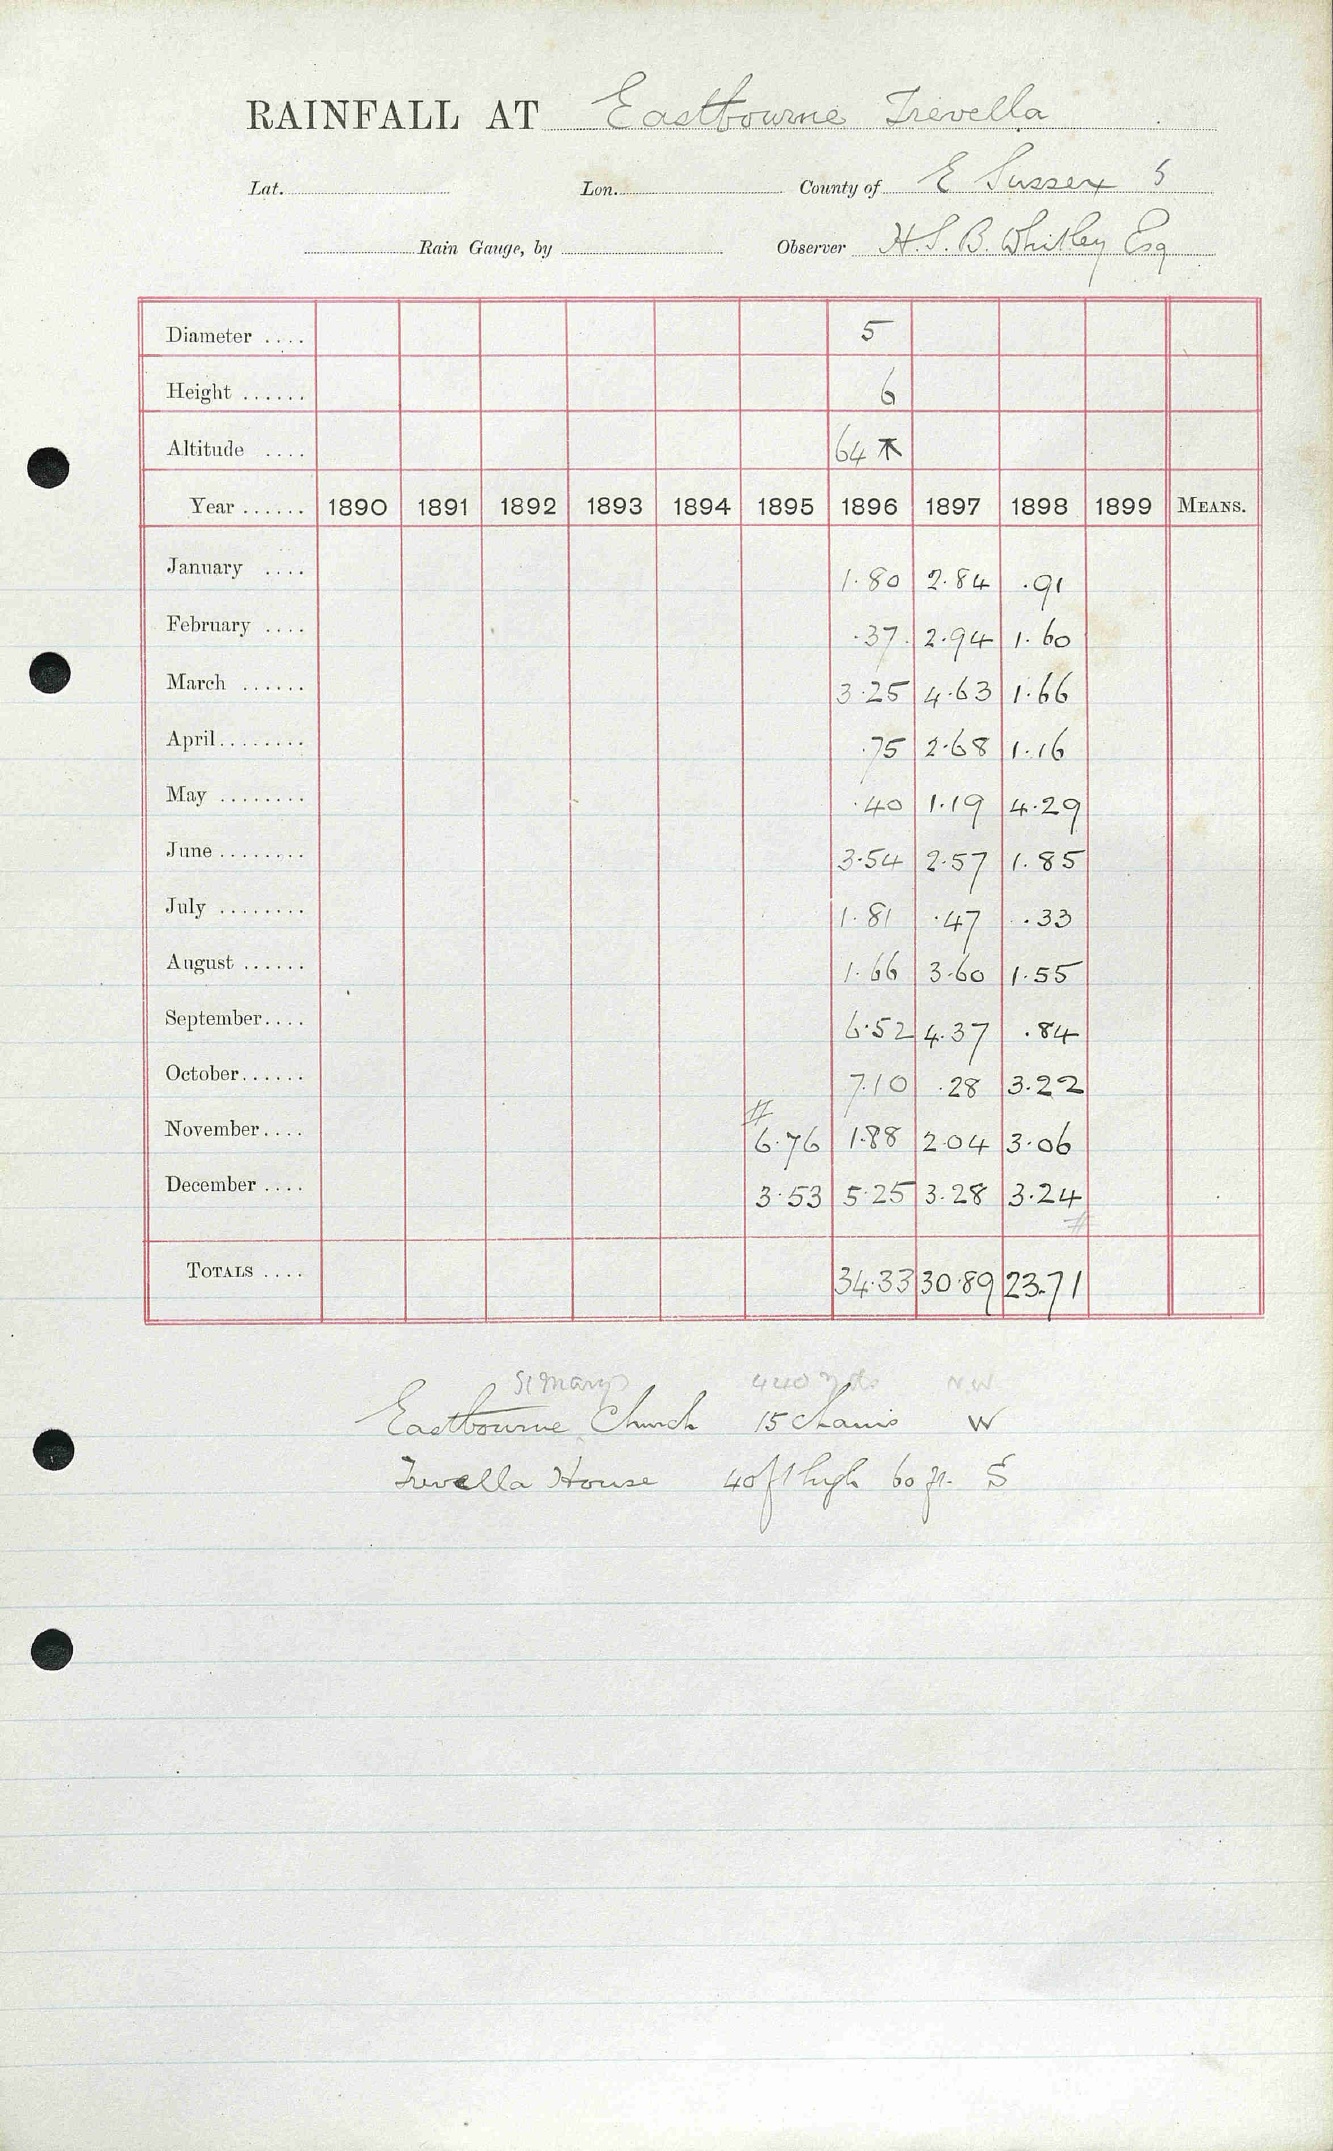 RAINFALL AT Eastbourne Trevella
Lat. Lon. County of E Sussex 5
Rain Gauge, by Observer H.S.B. Whitley Esq
Diameter .... 5
Height ...... 6
Altitude .... 64
Year ...... 1890 1891 1892 1893 1894 1895 1896 1897 1898 1899 MEANS.
January .... 1.80 2.84 .91
February .... .37 2.94 1.60
March ...... 3.25 4.63 1.66
April........ .75 2.68 1.16
May ........ .40 1.19 4.29
June ........ 3.54 2.57 1.85
July ........ 1.81 .47 .33
August ...... 1.66 3.60 1.55
September.... 6.52 4.37 .84
October...... 7.10 .28 3.22
#
November.... 6.76 1.88 2.04 3.06
December .... 3.53 5.25 3.28 3.24
#
TOTALS .... 34.33 30.89 23.71
St Marys 440 yds NW
Eastbourne Church 15 chains W
Trevella House 40ft high 60 ft. S